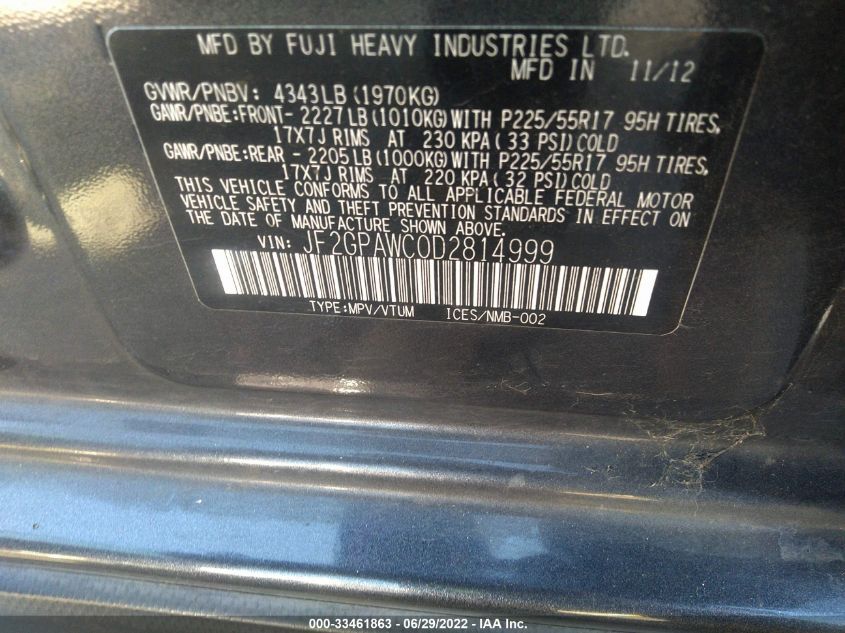 MFD BY FUJI HEAVY INDUSTRIES LTD.
MFD IN 11/12
GVWR/PNBV: 4343LB (1970KG)
GAWR/PNBE:FRONT-2227LB (1010KG) WITH P225/55R17 95H TIRES,
17X7J RIMS AT 230 KPA (33 PSI) COLD
GAWR/PNBE:REAR -2205LB (1000KG) WITH P225/55R17 95H TIRES,
17X7J RIMS AT 220 KPA (32 PSI) COLD
THIS VEHICLE CONFORMS TO ALL APPLICABLE FEDERAL MOTOR
VEHICLE SAFETY AND THEFT PREVENTION STANDARDS IN EFFECT ON
THE DATE OF MANUFACTURE SHOWN ABOVE.
VIN: JF2GPAWC0D2814999
TYPE:MPV/VTUM ICES/NMB-002
000-33461863 - 06/29/2022 - IAA Inc.